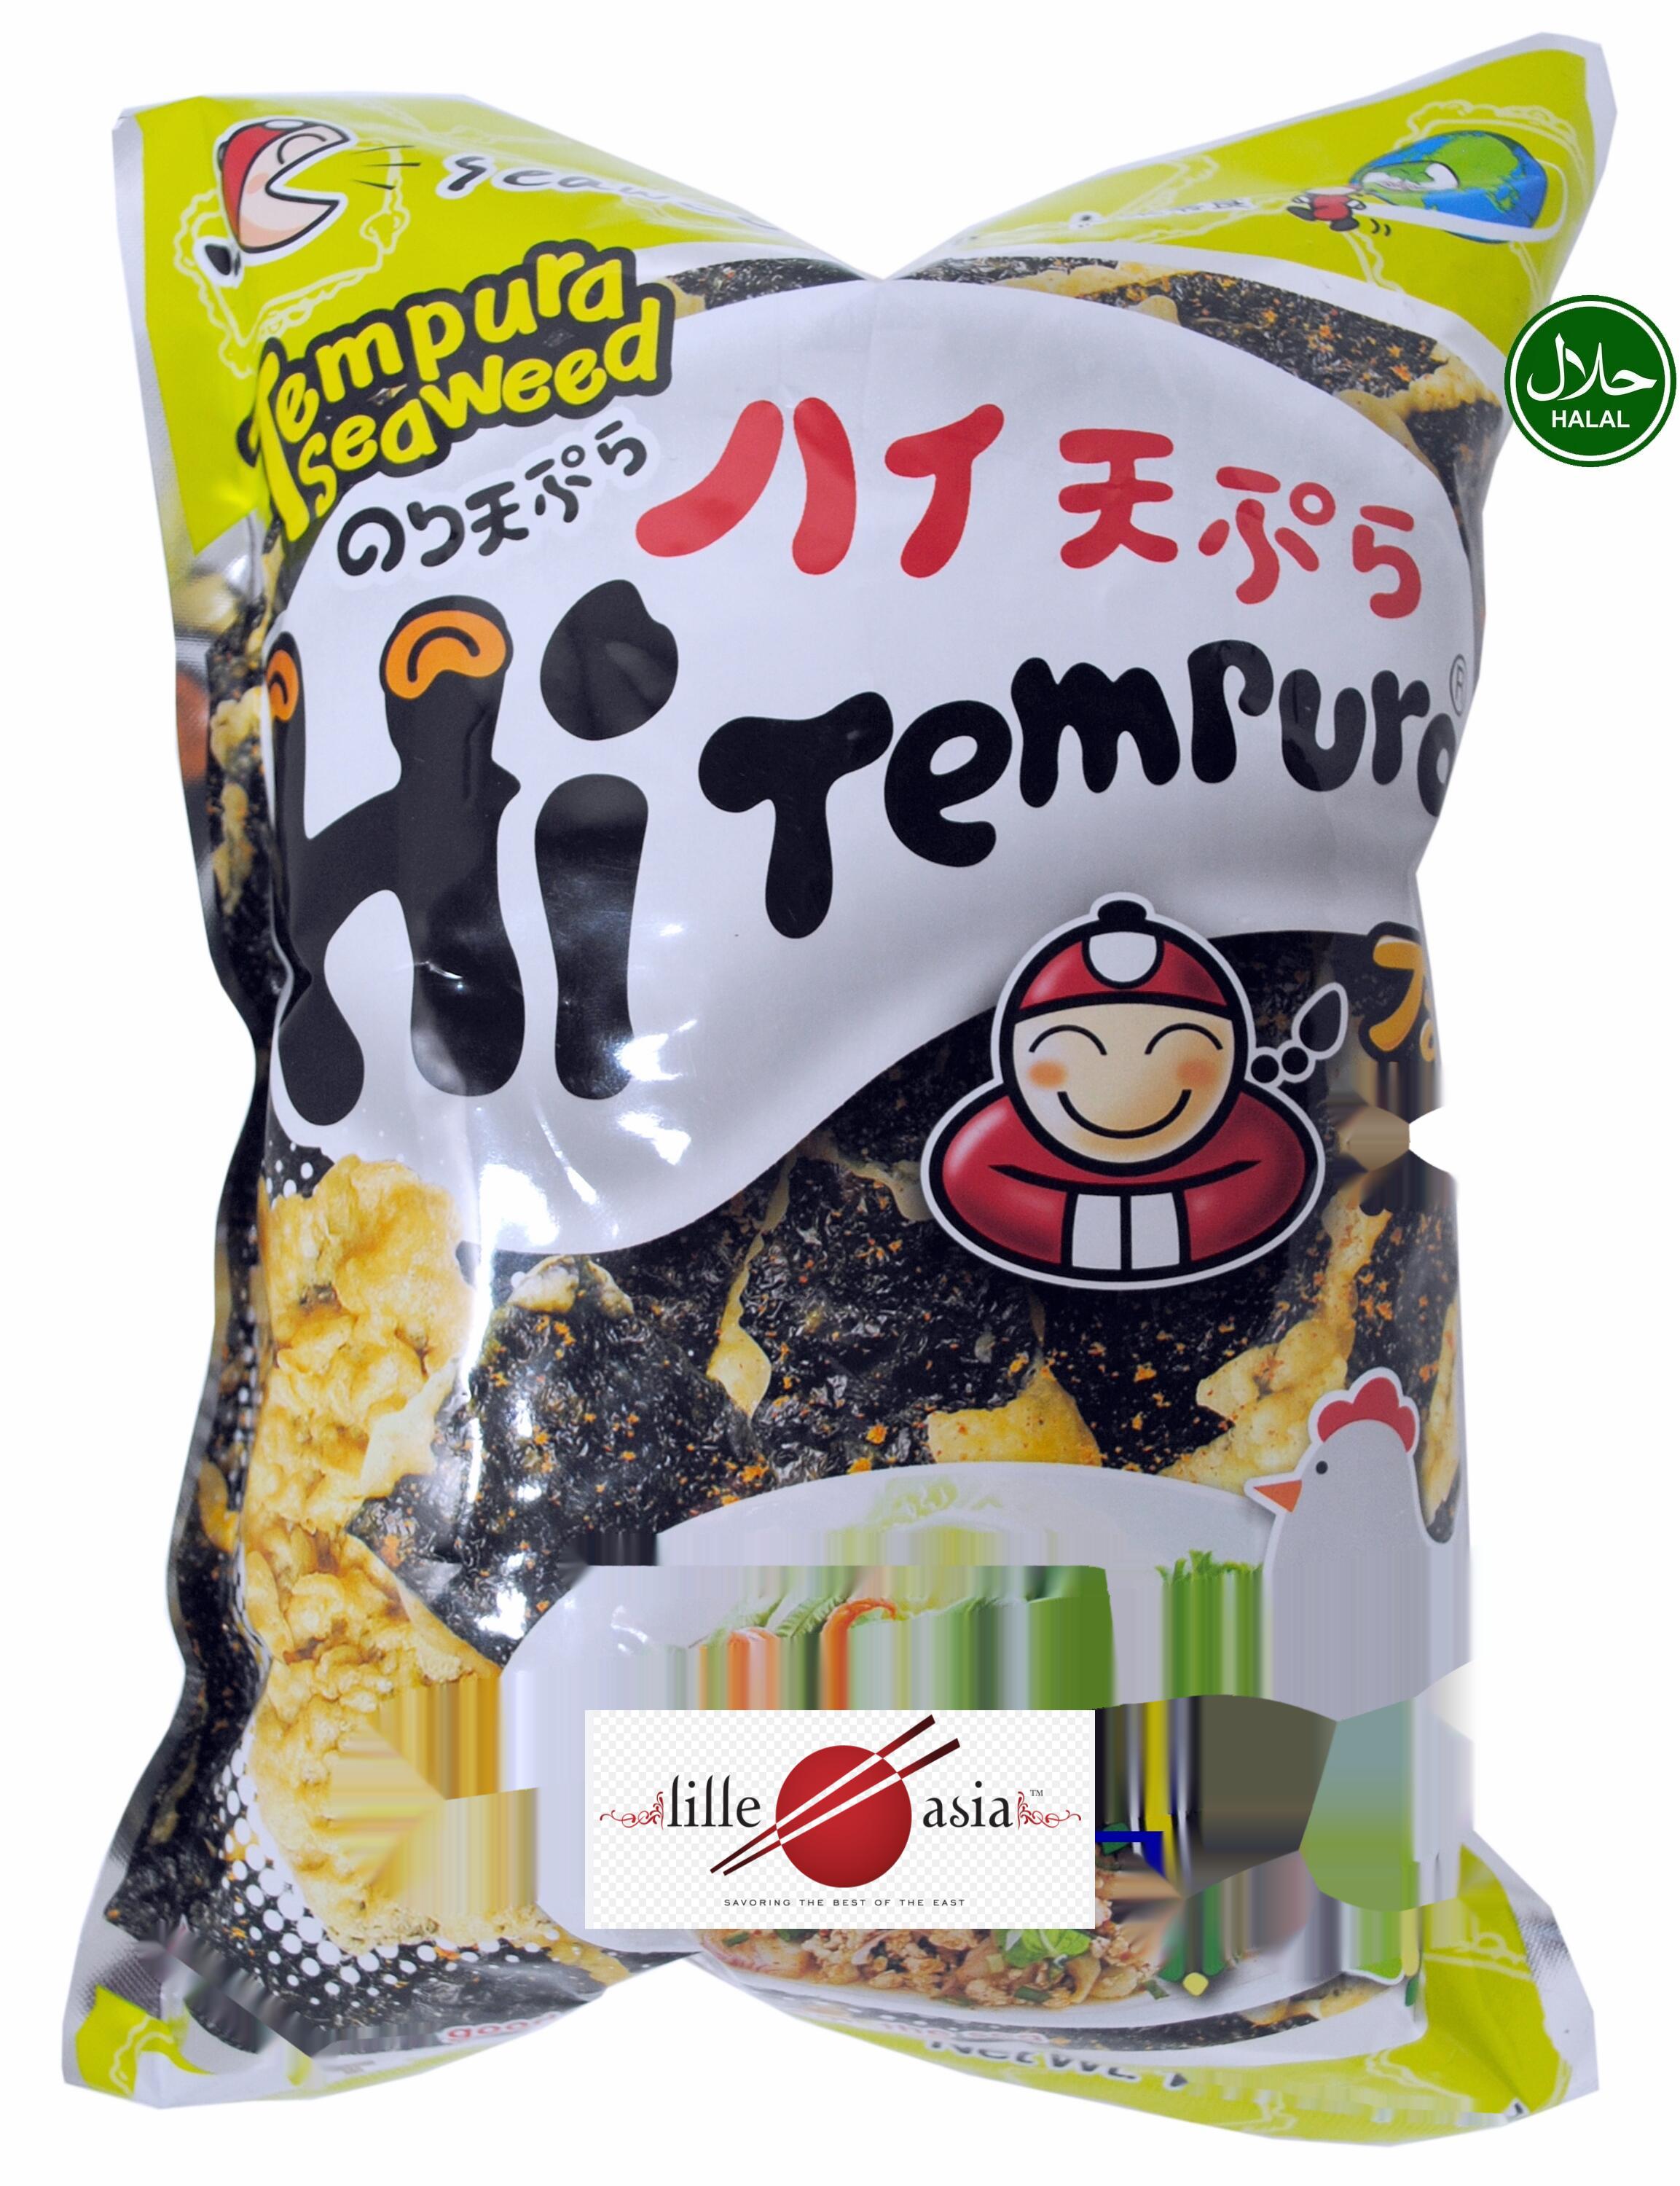 Tempura
seaweed
のり天ぷら
ハイ天ぷら
Hi Tempura®
حلال
HALAL
lille asia™
SAVORING THE BEST OF THE EAST